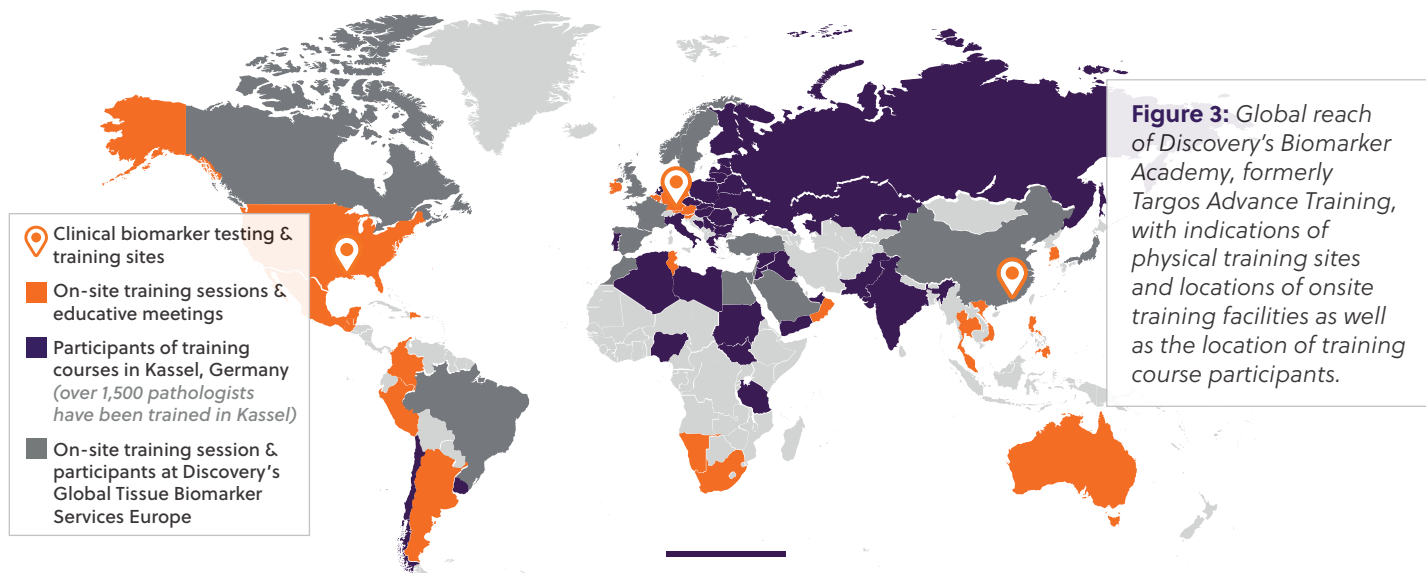 Clinical biomarker testing &
training sites
On-site training sessions &
educative meetings
Participants of training
courses in Kassel, Germany
(over 1,500 pathologists
have been trained in Kassel)
On-site training session &
participants at Discovery's
Global Tissue Biomarker
Services Europe
Figure 3: Global reach
of Discovery's Biomarker
Academy, formerly
Targos Advance Training,
with indications of
physical training sites
and locations of onsite
training facilities as well
as the location of training
course participants.